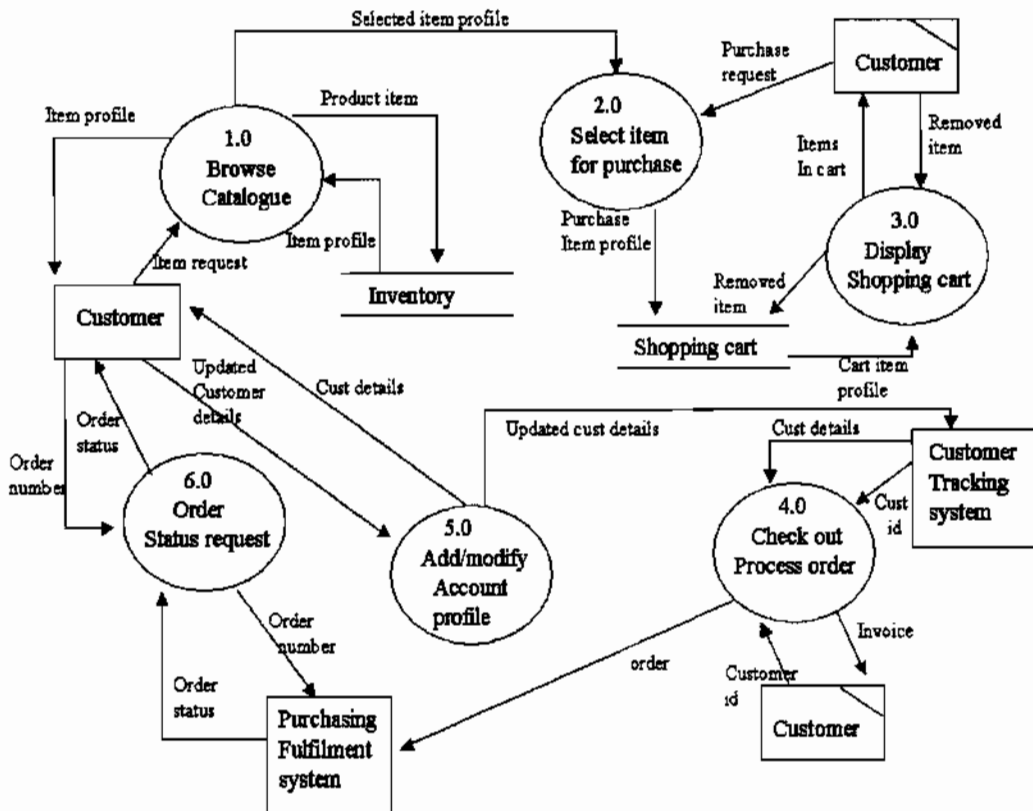 Selected item profile
Purchase
request
Customer
Product item
Item profile
1.0
Browse
Catalogue
2.0
Select item
for purchase
Items
In cart
Removed
item
Item profile
Item request
Purchase
Item profile
3.0
Display
Shopping cart
Customer
Inventory
Removed
item
Shopping cart
Cart item
profile
Updated
Customer
details
Cust details
Order
status
Updated cust details
Cust details
Customer
Tracking
system
Order
number
6.0
Order
Status request
5.0
Add/modify
Account
profile
4.0
Check out
Process order
Cust
id
Order
number
Invoice
order
Customer
id
Order
status
Purchasing
Fulfilment
system
Customer